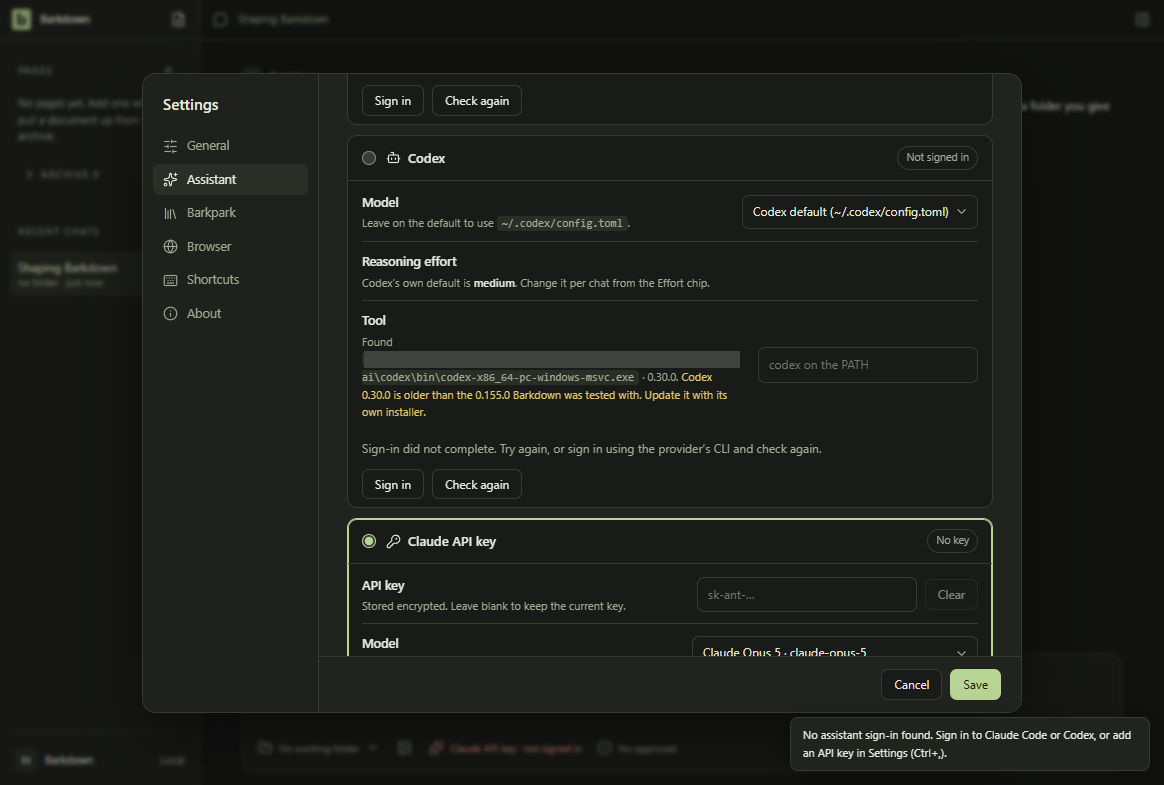 Barkdown
Shaping Barkdown
PAGES
No pages yet. Add one
put a document up from
archive.
ARCHIVE 0
RECENT CHATS
Shaping Barkdown
no folder · just now
a folder you give
Settings
General
Assistant
Barkpark
Browser
Shortcuts
About
Sign in
Check again
Codex
Not signed in
Model
Leave on the default to use ~/.codex/config.toml.
Codex default (~/.codex/config.toml)
Reasoning effort
Codex's own default is medium. Change it per chat from the Effort chip.
Tool
Found
ai\codex\bin\codex-x86_64-pc-windows-msvc.exe · 0.30.0. Codex
0.30.0 is older than the 0.155.0 Barkdown was tested with. Update it with its
own installer.
codex on the PATH
Sign-in did not complete. Try again, or sign in using the provider's CLI and check again.
Sign in
Check again
Claude API key
No key
API key
Stored encrypted. Leave blank to keep the current key.
sk-ant-...
Clear
Model
Claude Opus 5 · claude-opus-5
Cancel
Save
No working folder
Claude API key · not signed in
No approvals
Barkdown
Local
No assistant sign-in found. Sign in to Claude Code or Codex, or add
an API key in Settings (Ctrl+,).